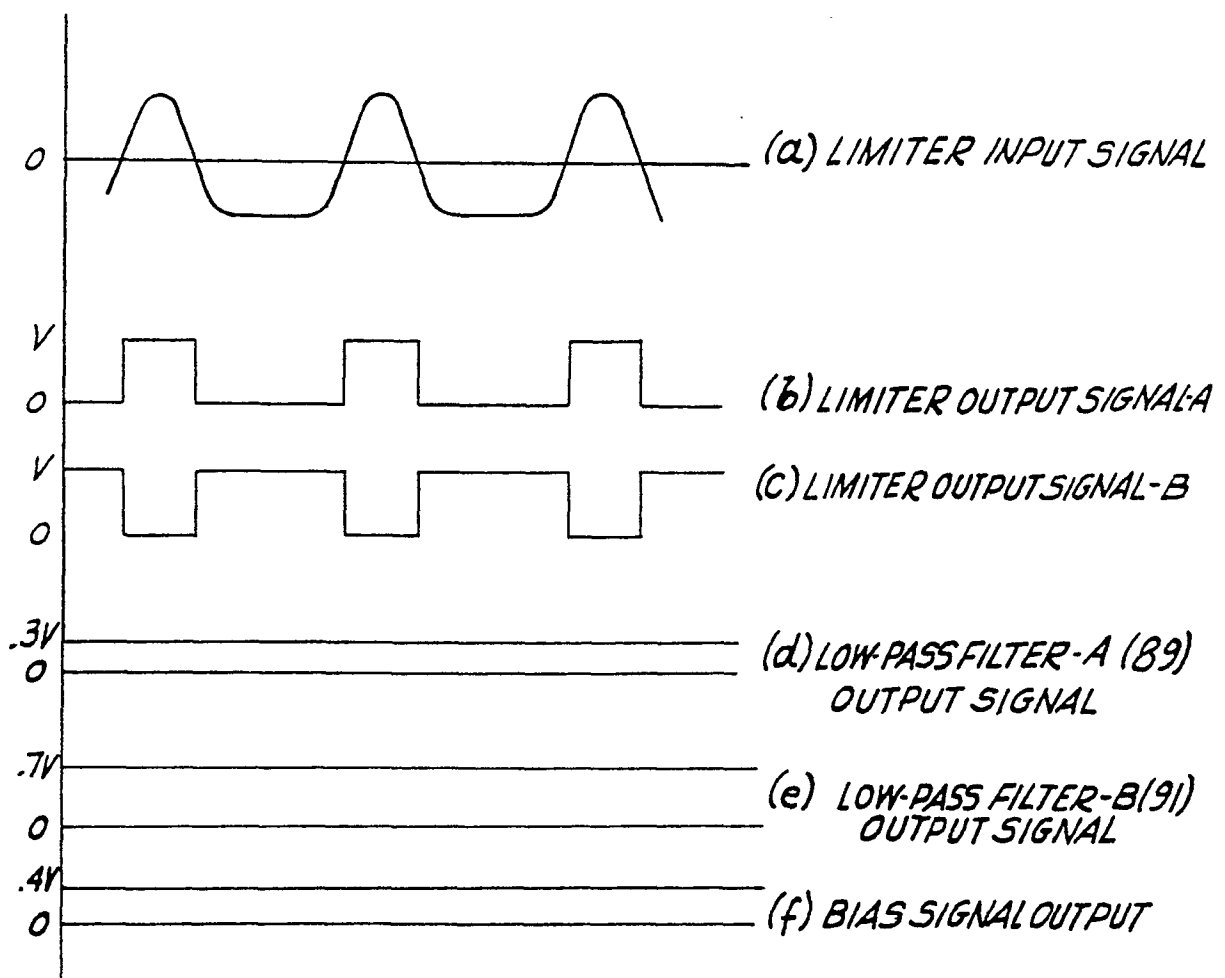 0
(a) LIMITER INPUT SIGNAL
V
0
(b) LIMITER OUTPUT SIGNAL-A
V
0
(c) LIMITER OUTPUT SIGNAL-B
.3V
0
(d) LOW-PASS FILTER-A (89)
OUTPUT SIGNAL
.7V
0
(e) LOW-PASS FILTER-B(91)
OUTPUT SIGNAL
.4V
0
(f) BIAS SIGNAL OUTPUT